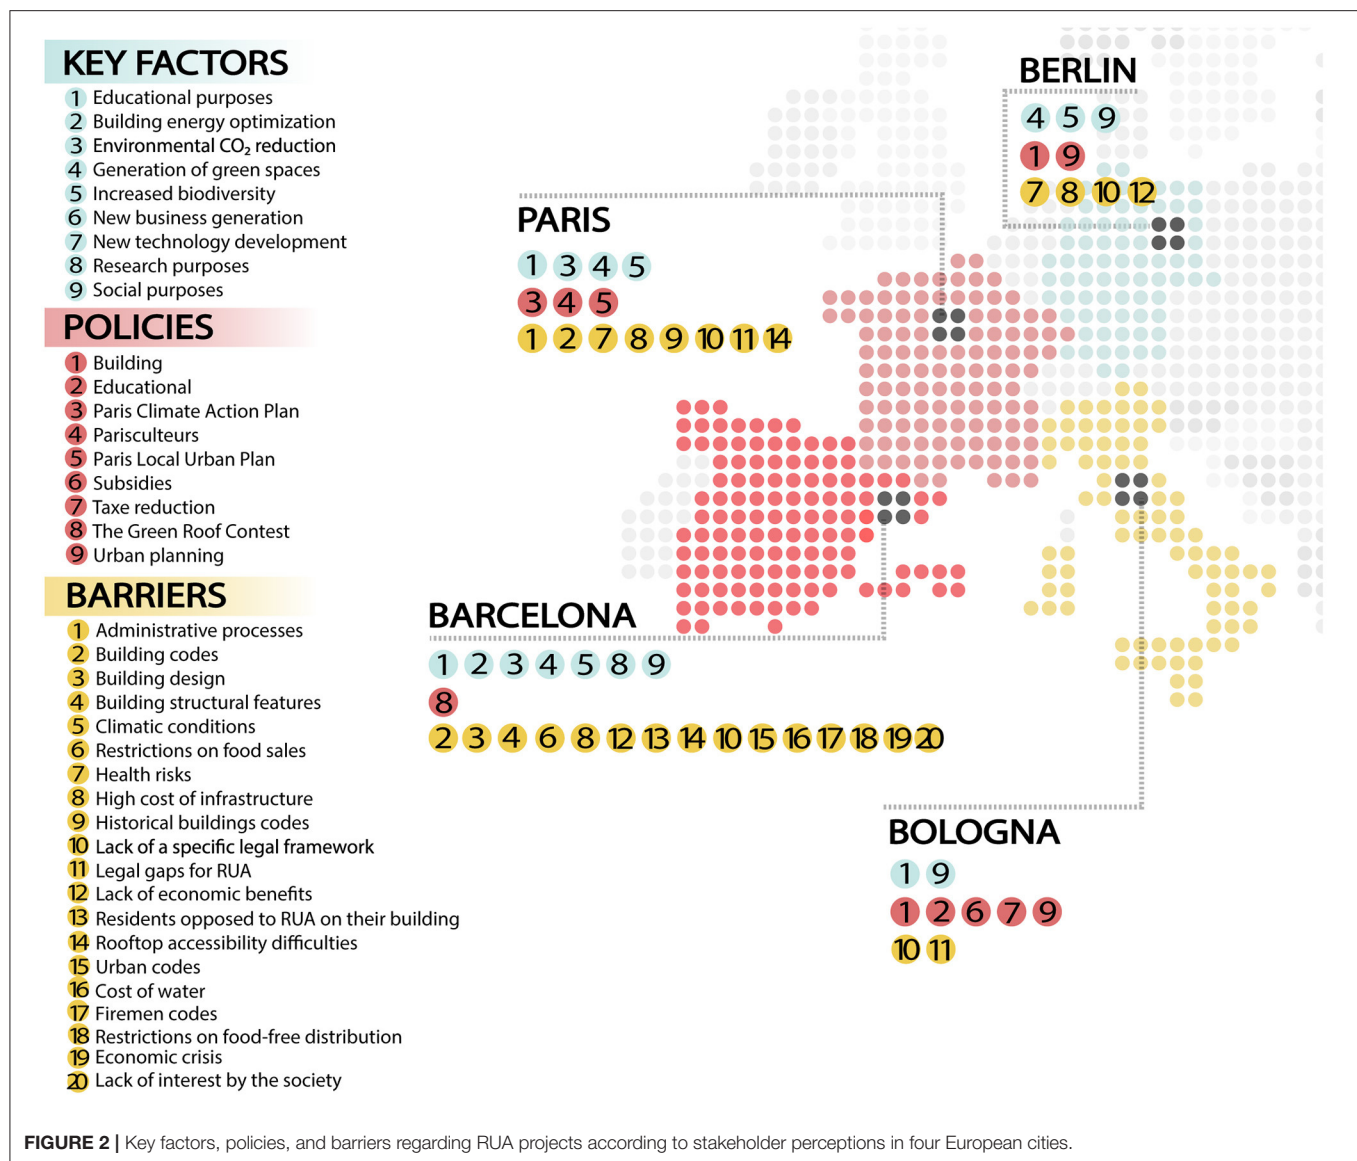 KEY FACTORS
1 Educational purposes
2 Building energy optimization
3 Environmental CO₂ reduction
4 Generation of green spaces
5 Increased biodiversity
6 New business generation
7 New technology development
8 Research purposes
9 Social purposes
POLICIES
1 Building
2 Educational
3 Paris Climate Action Plan
4 Parisculteurs
5 Paris Local Urban Plan
6 Subsidies
7 Taxe reduction
8 The Green Roof Contest
9 Urban planning
BARRIERS
1 Administrative processes
2 Building codes
3 Building design
4 Building structural features
5 Climatic conditions
6 Restrictions on food sales
7 Health risks
8 High cost of infrastructure
9 Historical buildings codes
10 Lack of a specific legal framework
11 Legal gaps for RUA
12 Lack of economic benefits
13 Residents opposed to RUA on their building
14 Rooftop accessibility difficulties
15 Urban codes
16 Cost of water
17 Firemen codes
18 Restrictions on food-free distribution
19 Economic crisis
20 Lack of interest by the society
BERLIN
4 5 9
1 9
7 8 10 12
PARIS
1 3 4 5
3 4 5
1 2 7 8 9 10 11 14
BARCELONA
1 2 3 4 5 8 9
8
2 3 4 6 8 12 13 14 10 15 16 17 18 19 20
BOLOGNA
1 9
1 2 6 7 9
10 11
FIGURE 2 | Key factors, policies, and barriers regarding RUA projects according to stakeholder perceptions in four European cities.